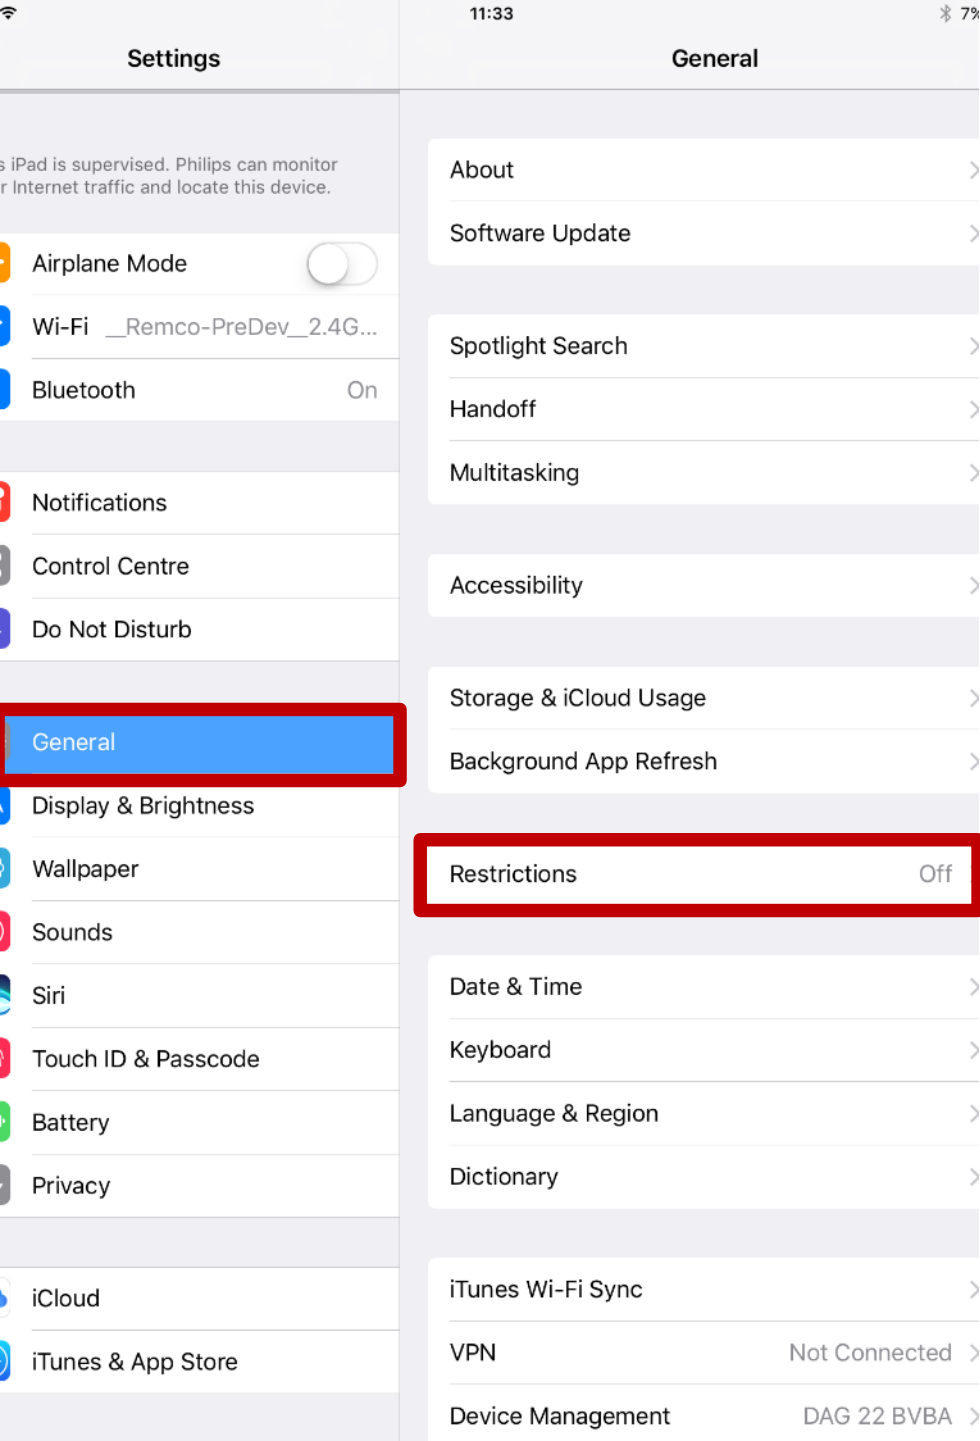 11:33
7%
Settings
General
s iPad is supervised. Philips can monitor
r Internet traffic and locate this device.
Airplane Mode
Wi-Fi __Remco-PreDev__2.4G...
Bluetooth On
Notifications
Control Centre
Do Not Disturb
General
Display & Brightness
Wallpaper
Sounds
Siri
Touch ID & Passcode
Battery
Privacy
iCloud
iTunes & App Store
About
Software Update
Spotlight Search
Handoff
Multitasking
Accessibility
Storage & iCloud Usage
Background App Refresh
Restrictions Off
Date & Time
Keyboard
Language & Region
Dictionary
iTunes Wi-Fi Sync
VPN Not Connected
Device Management DAG 22 BVBA